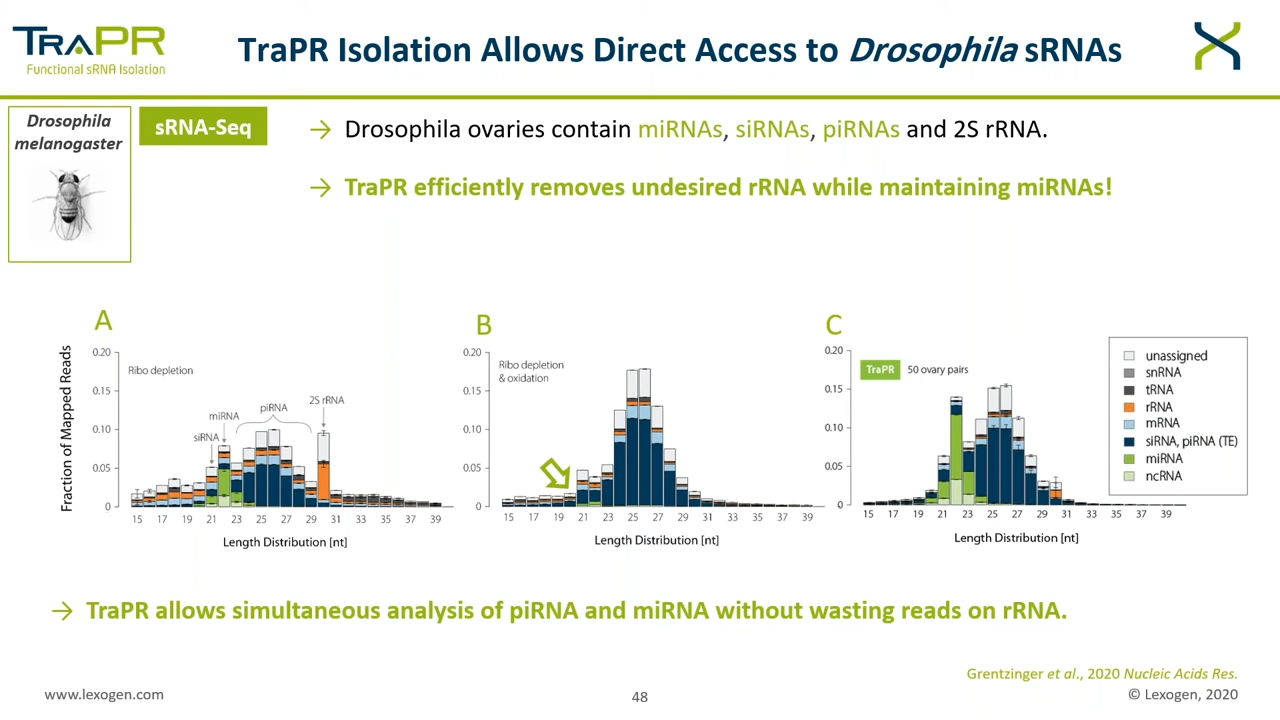 TRAPR
Functional sRNA Isolation
TraPR Isolation Allows Direct Access to Drosophila sRNAs
Drosophila
melanogaster
sRNA-Seq
→ Drosophila ovaries contain miRNAs, siRNAs, piRNAs and 2S rRNA.
→ TraPR efficiently removes undesired rRNA while maintaining miRNAs!
A
Fraction of Mapped Reads
0.20
0.15
0.10
0.05
0
Ribo depletion
siRNA
miRNA
piRNA
2S rRNA
15 17 19 21 23 25 27 29 31 33 35 37 39
Length Distribution [nt]
B
0.20
0.15
0.10
0.05
0
Ribo depletion
& oxidation
15 17 19 21 23 25 27 29 31 33 35 37 39
Length Distribution [nt]
C
0.20
0.15
0.10
0.05
0
TraPR 50 ovary pairs
15 17 19 21 23 25 27 29 31 33 35 37 39
Length Distribution [nt]
unassigned
snRNA
tRNA
rRNA
mRNA
siRNA, piRNA (TE)
miRNA
ncRNA
→ TraPR allows simultaneous analysis of piRNA and miRNA without wasting reads on rRNA.
Grentzinger et al., 2020 Nucleic Acids Res.
www.lexogen.com
48
© Lexogen, 2020